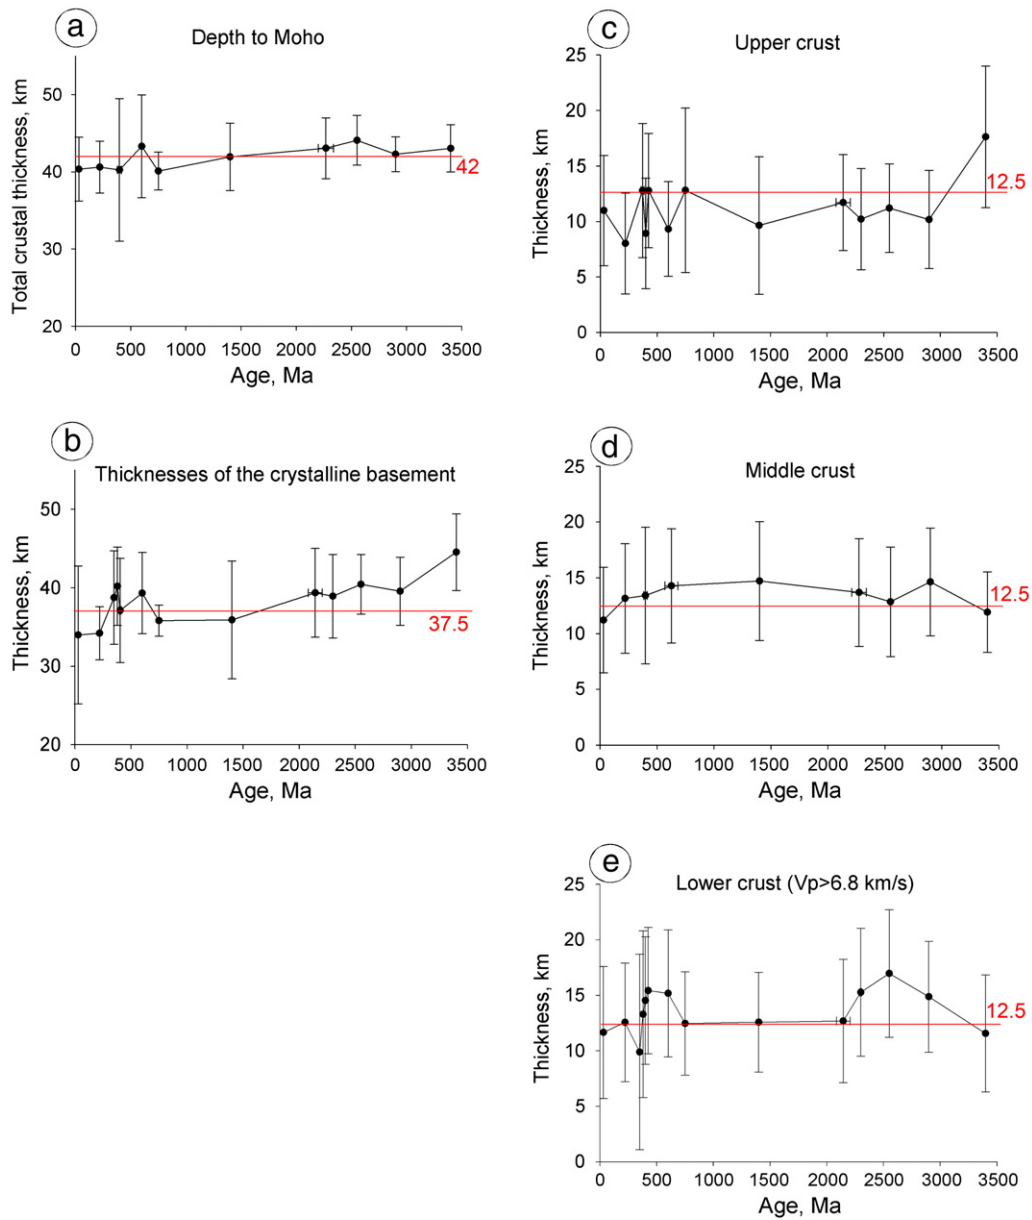 a
Depth to Moho
Total crustal thickness, km
50
40
30
20
42
0 500 1000 1500 2000 2500 3000 3500
Age, Ma
b
Thicknesses of the crystalline basement
Thickness, km
50
40
30
20
37.5
0 500 1000 1500 2000 2500 3000 3500
Age, Ma
c
Upper crust
Thickness, km
25
20
15
10
5
0
12.5
0 500 1000 1500 2000 2500 3000 3500
Age, Ma
d
Middle crust
Thickness, km
25
20
15
10
5
0
12.5
0 500 1000 1500 2000 2500 3000 3500
Age, Ma
e
Lower crust (Vp>6.8 km/s)
Thickness, km
25
20
15
10
5
0
12.5
0 500 1000 1500 2000 2500 3000 3500
Age, Ma